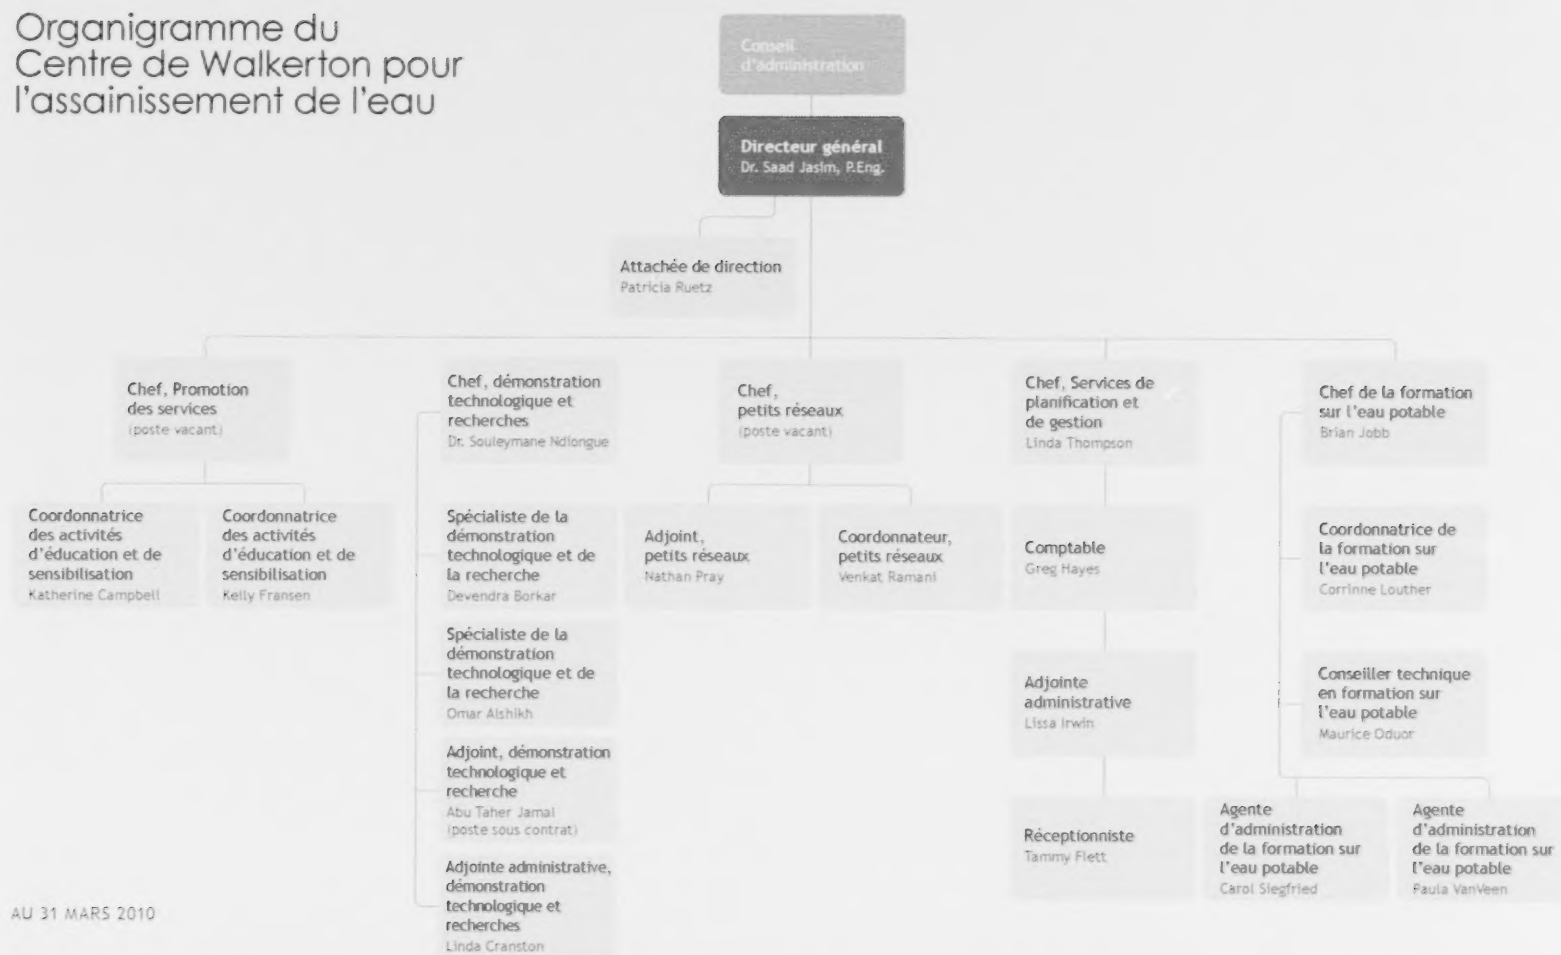 Organigramme du
Centre de Walkerton pour
l'assainissement de l'eau
Conseil
d'administration
Directeur général
Dr. Saad Jasim, P.Eng.
Attachée de direction
Patricia Ruetz
Chef, Promotion
des services
(poste vacant)
Coordonnatrice
des activités
d'éducation et de
sensibilisation
Katherine Campbell
Coordonnatrice
des activités
d'éducation et de
sensibilisation
Kelly Fransen
Chef, démonstration
technologique et
recherches
Dr. Souleymane Ndiongue
Spécialiste de la
démonstration
technologique et de
la recherche
Devendra Borkar
Spécialiste de la
démonstration
technologique et de
la recherche
Omar Alshikh
Adjoint, démonstration
technologique et
recherche
Abu Taher Jamal
(poste sous contrat)
Adjointe administrative,
démonstration
technologique et
recherches
Linda Cranston
Chef,
petits réseaux
(poste vacant)
Adjoint,
petits réseaux
Nathan Pray
Coordonnateur,
petits réseaux
Venkat Ramani
Chef, Services de
planification et
de gestion
Linda Thompson
Comptable
Greg Hayes
Adjointe
administrative
Lissa Irwin
Réceptionniste
Tammy Flett
Chef de la formation
sur l'eau potable
Brian Jobb
Coordonnatrice de
la formation sur
l'eau potable
Corrinne Louther
Conseiller technique
en formation sur
l'eau potable
Maurice Oduor
Agente
d'administration
de la formation sur
l'eau potable
Carol Siegfried
Agente
d'administration
de la formation sur
l'eau potable
Paula VanVeen
AU 31 MARS 2010